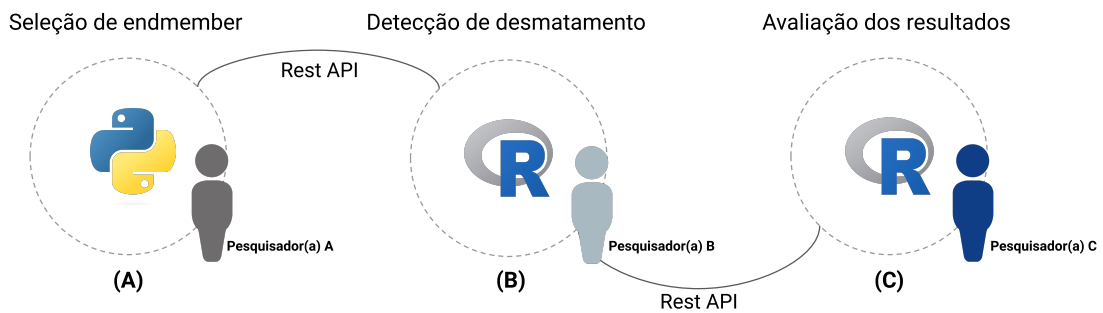 Seleção de endmember
Detecção de desmatamento
Avaliação dos resultados
Rest API
R
R
Pesquisador(a) A
Pesquisador(a) B
Pesquisador(a) C
(A)
(B)
(C)
Rest API